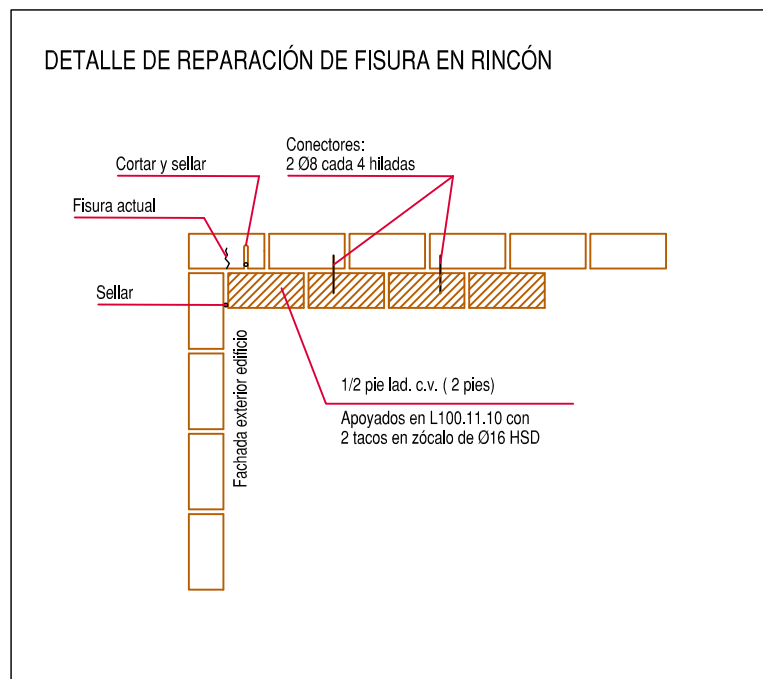 DETALLE DE REPARACIÓN DE FISURA EN RINCÓN
Conectores:
2 Ø8 cada 4 hiladas
Cortar y sellar
Fisura actual
Sellar
Fachada exterior edificio
1/2 pie lad. c.v. ( 2 pies)
Apoyados en L100.11.10 con
2 tacos en zócalo de Ø16 HSD